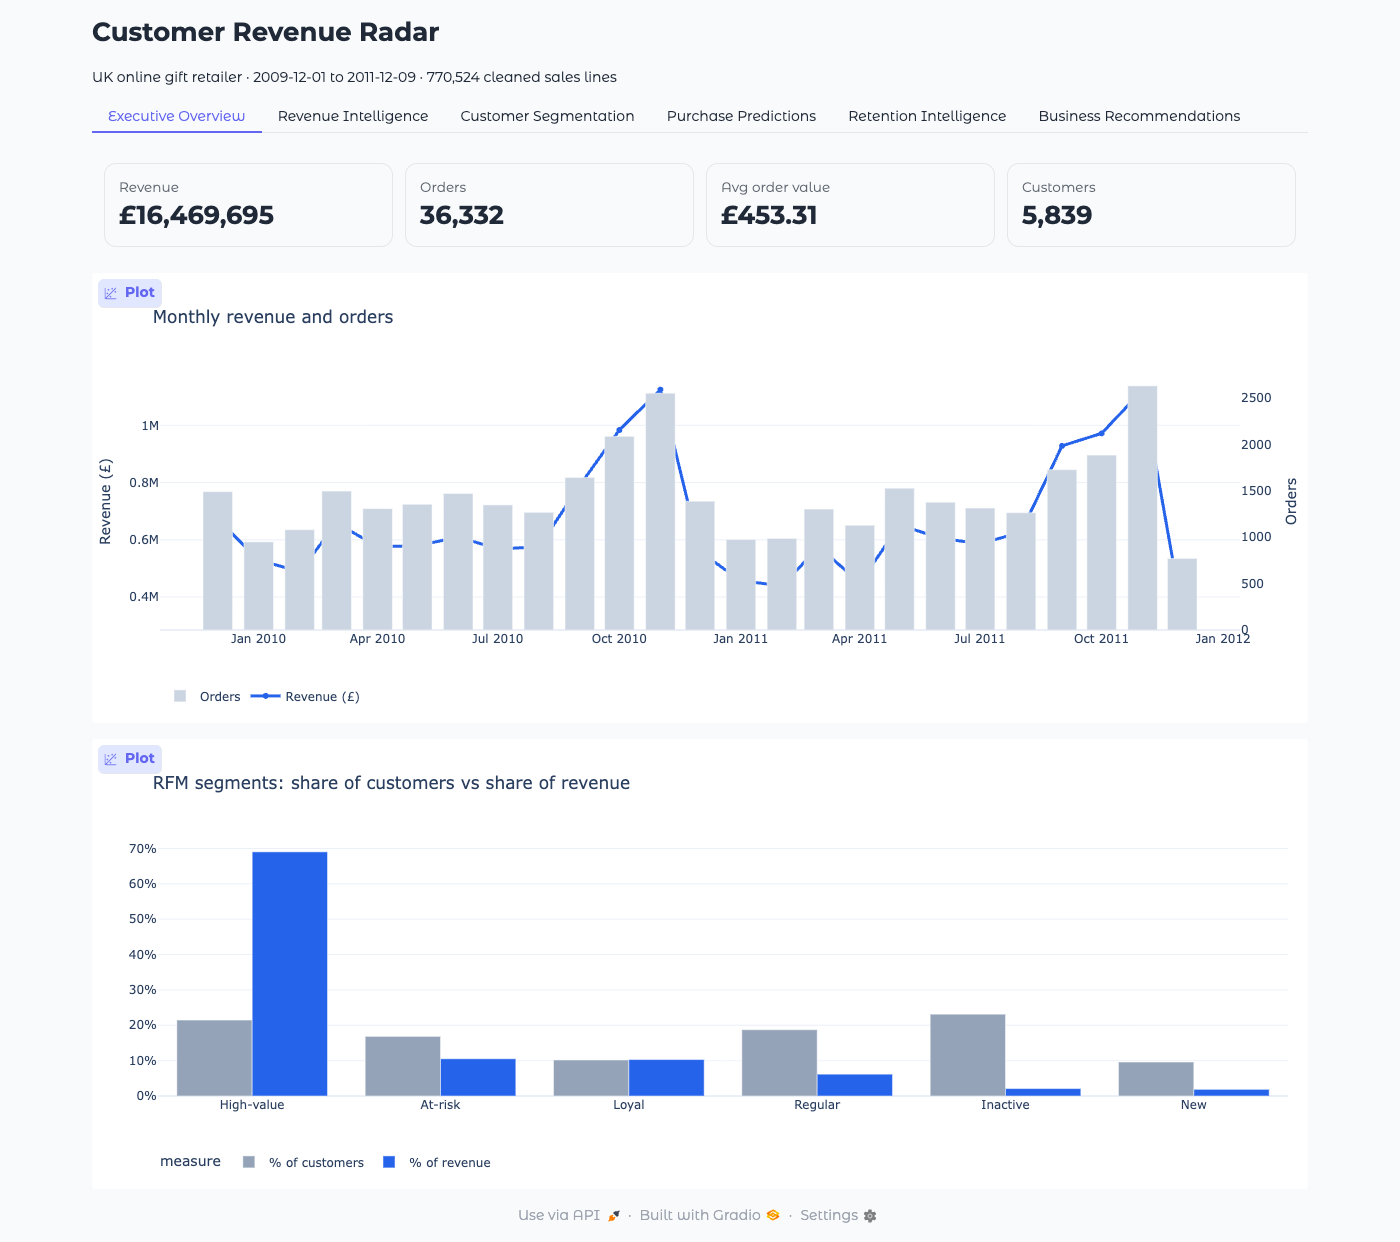 Customer Revenue Radar
UK online gift retailer · 2009-12-01 to 2011-12-09 · 770,524 cleaned sales lines
Executive Overview Revenue Intelligence Customer Segmentation Purchase Predictions Retention Intelligence Business Recommendations
Revenue Orders Avg order value Customers
£16,469,695 36,332 £453.31 5,839
Plot
Monthly revenue and orders
Revenue (£)
1M
0.8M
0.6M
0.4M
2500
2000
1500
1000
500
0
Orders
Jan 2010 Apr 2010 Jul 2010 Oct 2010 Jan 2011 Apr 2011 Jul 2011 Oct 2011 Jan 2012
Orders Revenue (£)
Plot
RFM segments: share of customers vs share of revenue
70%
60%
50%
40%
30%
20%
10%
0%
High-value At-risk Loyal Regular Inactive New
measure % of customers % of revenue
Use via API · Built with Gradio · Settings